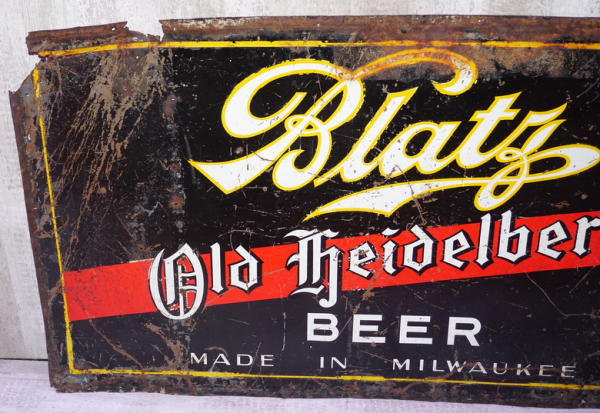 Blatz
Old Heidelber
BEER
MADE IN MILWAUKEE